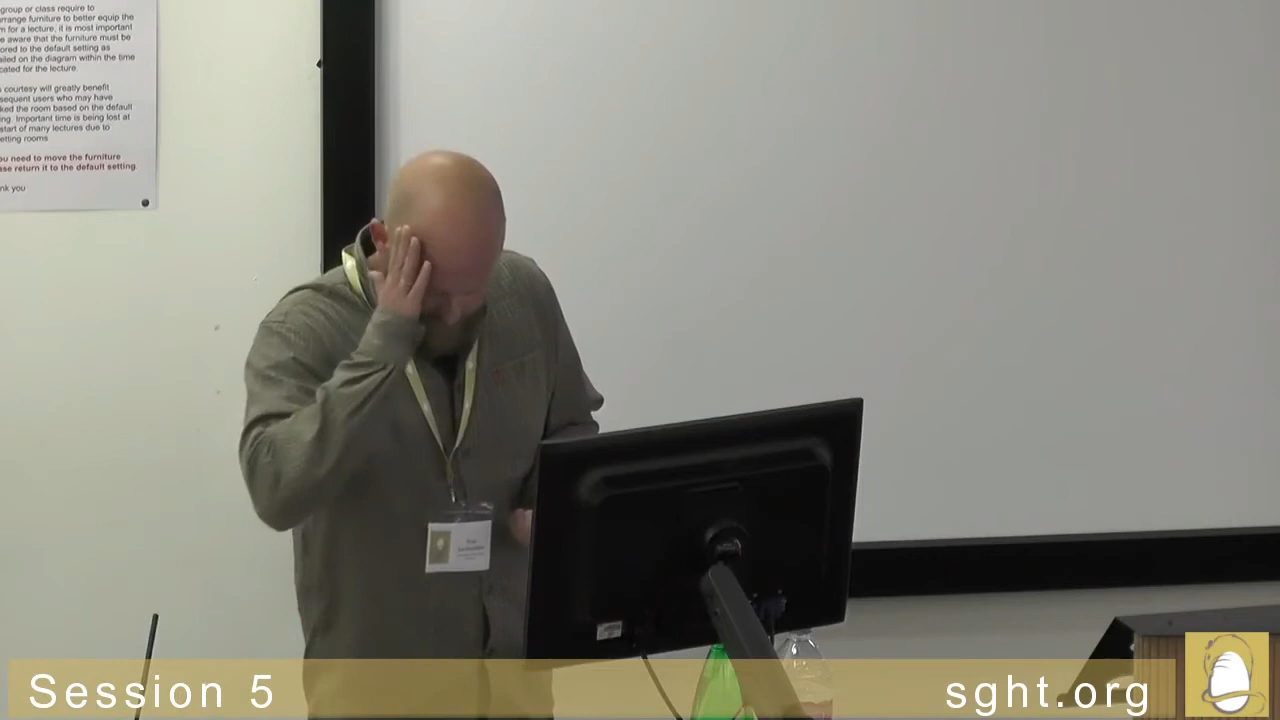 group or class require to
rrange furniture to better equip the
m for a lecture, it is most important
e aware that the furniture must be
ored to the default setting as
ailed on the diagram within the time
cated for the lecture.
s courtesy will greatly benefit
sequent users who may have
ked the room based on the default
ing. Important time is being lost at
start of many lectures due to
etting rooms
ou need to move the furniture
ase return it to the default setting
nk you
Session 5
sght.org